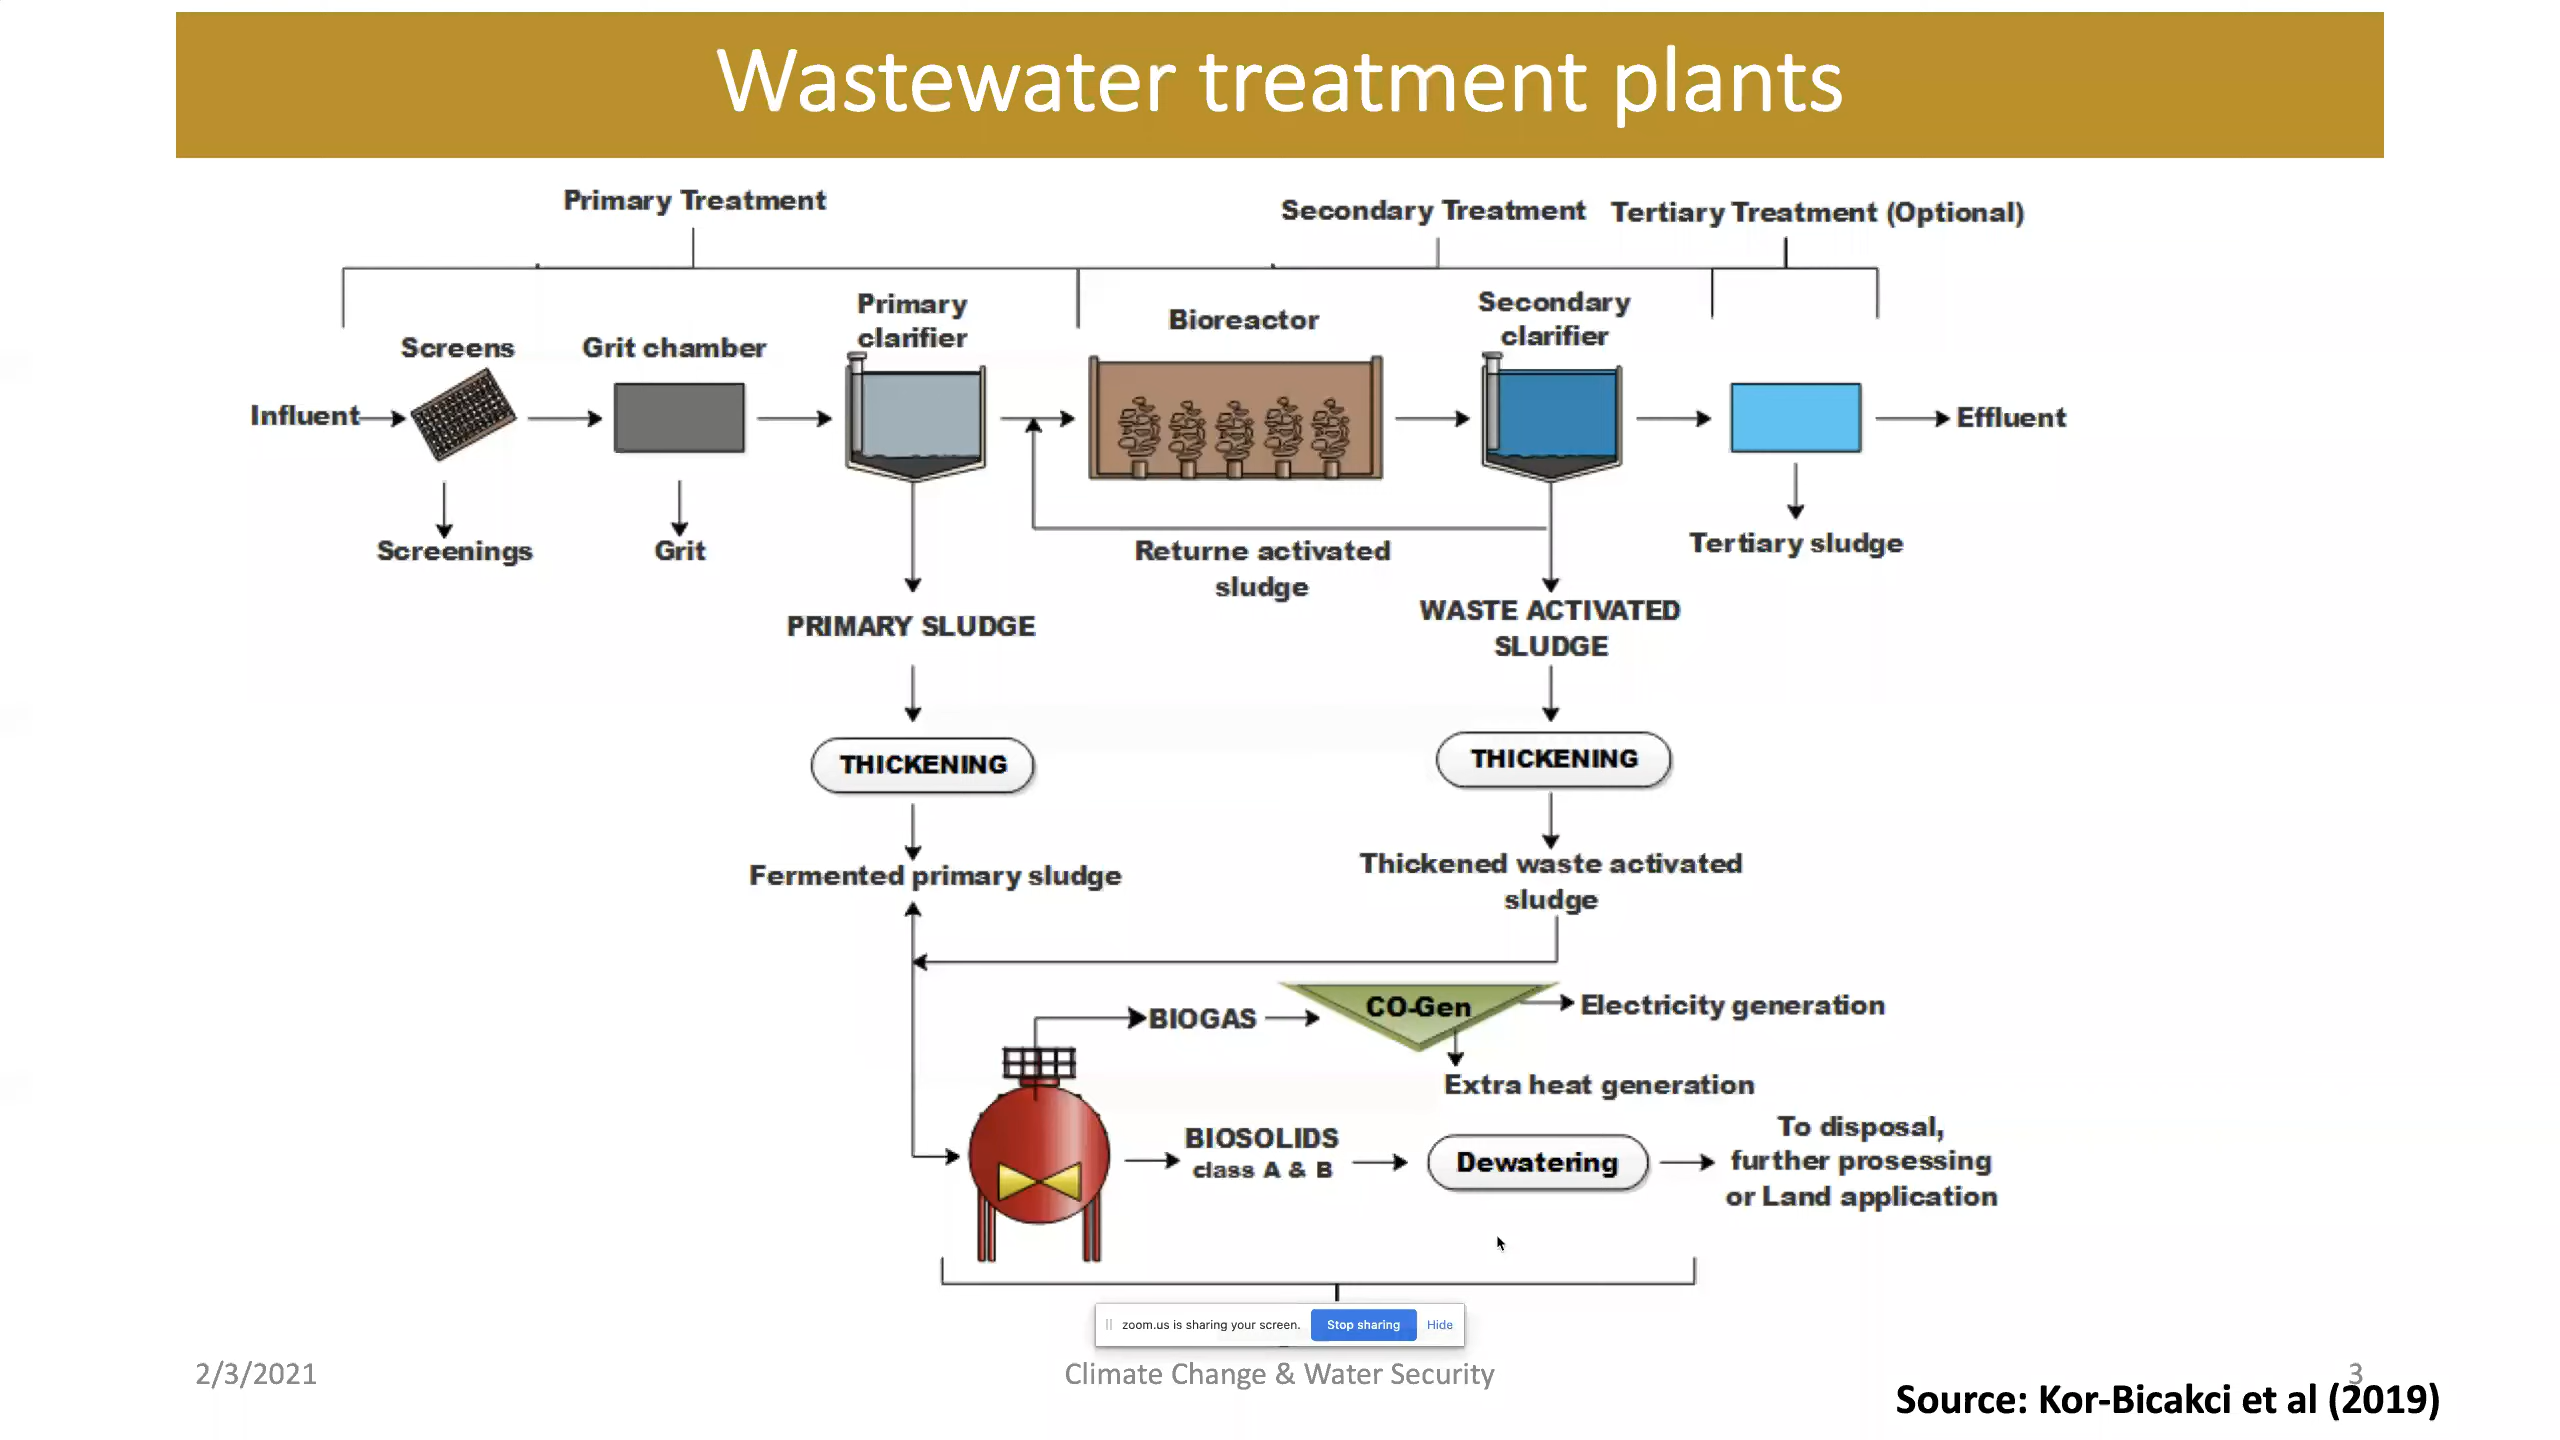 Wastewater treatment plants
Primary Treatment
Secondary Treatment
Tertiary Treatment (Optional)
Screens
Grit chamber
Primary
clarifier
Bioreactor
Secondary
clarifier
Influent
Effluent
Screenings
Grit
Returne activated
sludge
Tertiary sludge
PRIMARY SLUDGE
WASTE ACTIVATED
SLUDGE
THICKENING
THICKENING
Fermented primary sludge
Thickened waste activated
sludge
BIOGAS
CO-Gen
Electricity generation
Extra heat generation
BIOSOLIDS
class A & B
Dewatering
To disposal,
further prosessing
or Land application
zoom.us is sharing your screen.
Stop sharing
Hide
2/3/2021
Climate Change & Water Security
3
Source: Kor-Bicakci et al (2019)